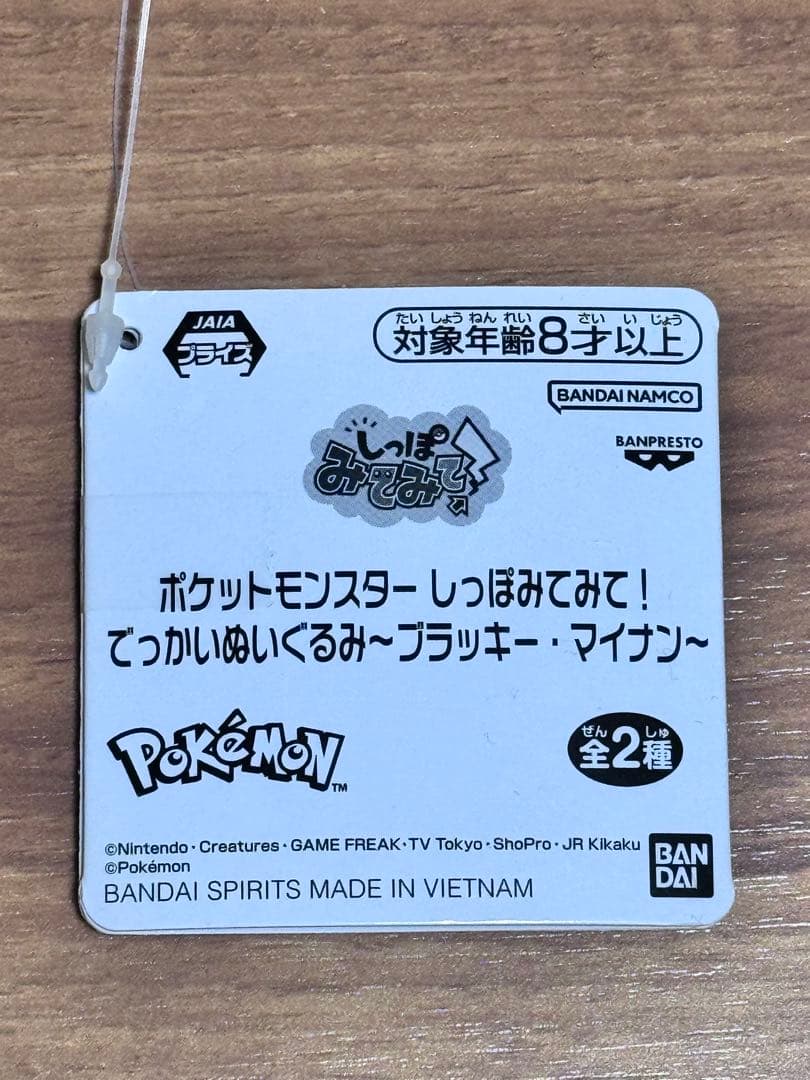 JAIA
プライズ
たいしょうねんれい さいいじょう
対象年齢8才以上
BANDAI NAMCO
BANPRESTO
しっぽ
みてみて
ポケットモンスター しっぽみてみて!
でっかいぬいぐるみ〜ブラッキー・マイナン〜
POKéMON™
ぜん しゅ
全2種
©Nintendo・Creatures・GAME FREAK・TV Tokyo・ShoPro・JR Kikaku
©Pokémon
BANDAI SPIRITS MADE IN VIETNAM
BAN
DAI